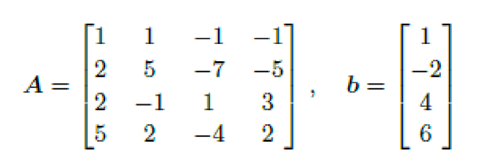 A = [1 1 −1 −1; 2 5 −7 −5; 2 −1 1 3; 5 2 −4 2], b = [1; −2; 4; 6]